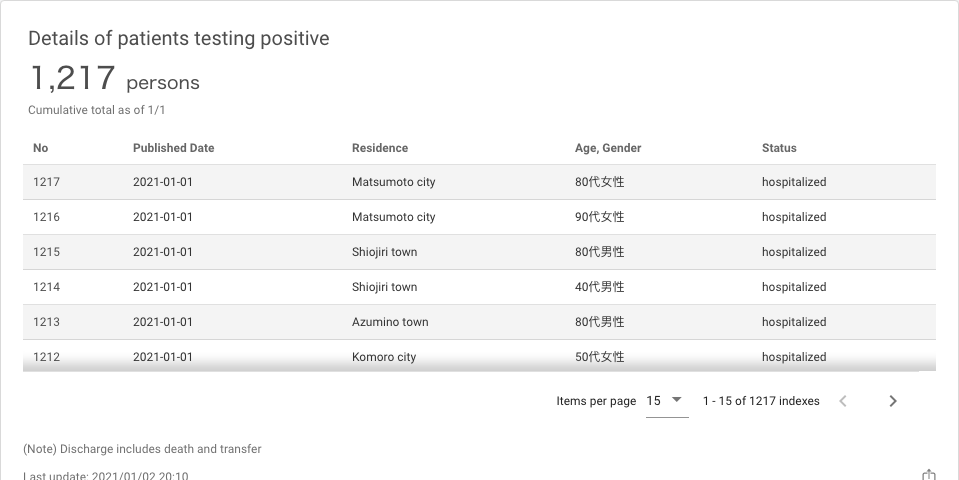 Details of patients testing positive
1,217 persons
Cumulative total as of 1/1
No Published Date Residence Age, Gender Status
1217 2021-01-01 Matsumoto city 80代女性 hospitalized
1216 2021-01-01 Matsumoto city 90代女性 hospitalized
1215 2021-01-01 Shiojiri town 80代男性 hospitalized
1214 2021-01-01 Shiojiri town 40代男性 hospitalized
1213 2021-01-01 Azumino town 80代男性 hospitalized
1212 2021-01-01 Komoro city 50代女性 hospitalized
Items per page 15 1 - 15 of 1217 indexes
(Note) Discharge includes death and transfer
Last update: 2021/01/02 20:10